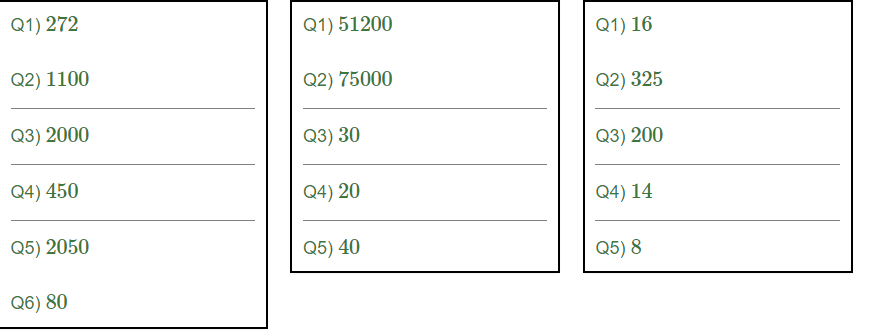 Q1) 272
Q2) 1100
Q3) 2000
Q4) 450
Q5) 2050
Q6) 80
Q1) 51200
Q2) 75000
Q3) 30
Q4) 20
Q5) 40
Q1) 16
Q2) 325
Q3) 200
Q4) 14
Q5) 8